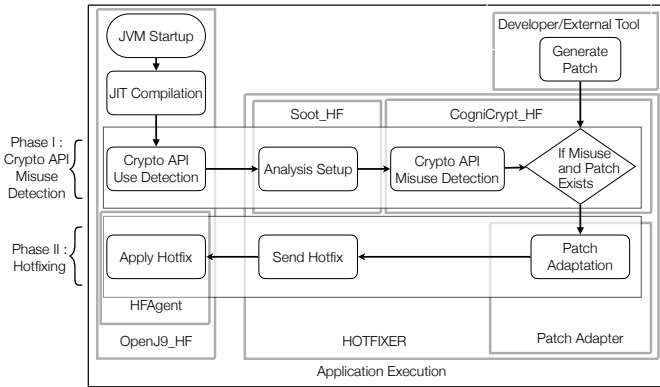 Developer/External Tool
JVM Startup
Generate
Patch
JIT Compilation
Soot_HF
CogniCrypt_HF
Phase I :
Crypto API
Misuse
Detection
Crypto API
Use Detection
Analysis Setup
Crypto API
Misuse Detection
If Misuse
and Patch
Exists
Phase II :
Hotfixing
Apply Hotfix
Send Hotfix
Patch
Adaptation
HFAgent
OpenJ9_HF
HOTFIXER
Patch Adapter
Application Execution